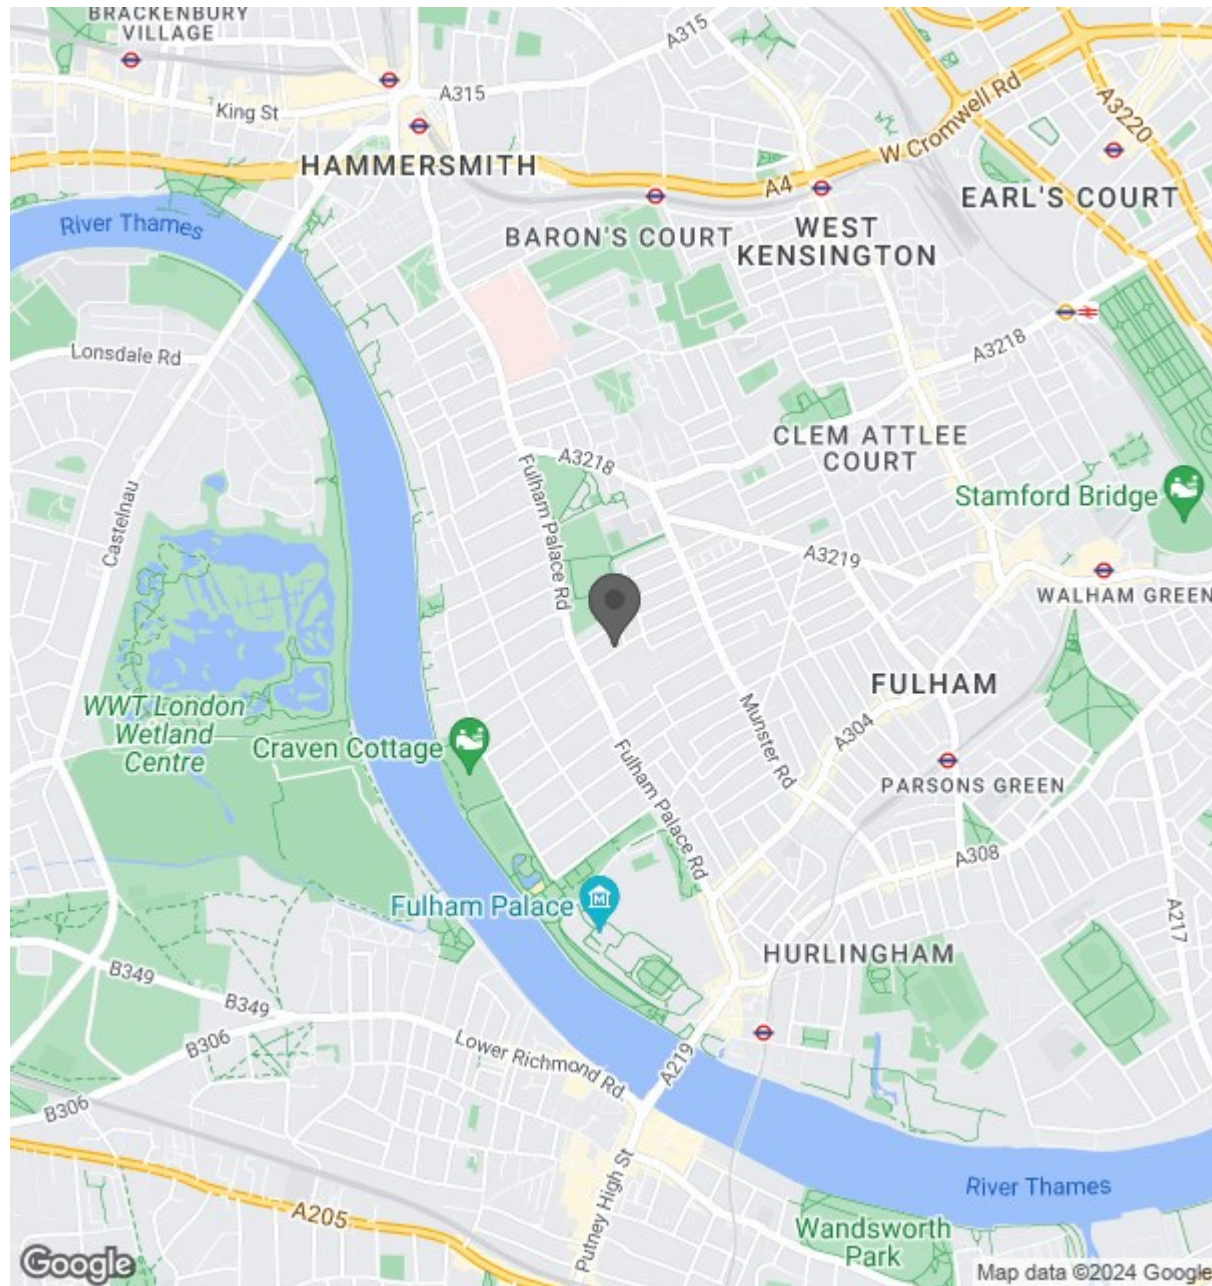 BRACKENBURY
VILLAGE
A315
A315
King St
W Cromwell Rd
A3220
HAMMERSMITH
A4
EARL'S COURT
River Thames
BARON'S COURT
WEST
KENSINGTON
Lonsdale Rd
A3218
CLEM ATTLEE
COURT
A3218
Fulham Palace Rd
Stamford Bridge
Castelnau
A3219
WALHAM GREEN
FULHAM
WWT London
Wetland
Centre
Craven Cottage
Munster Rd
A304
Fulham Palace Rd
PARSONS GREEN
A308
Fulham Palace
A217
HURLINGHAM
B349
B349
B306
Lower Richmond Rd
A219
B306
Putney High St
River Thames
A205
Wandsworth
Park
Google
Map data ©2024 Google